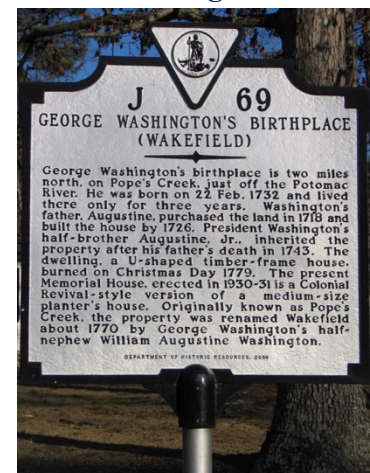 J 69
GEORGE WASHINGTON'S BIRTHPLACE
(WAKEFIELD)
George Washington's birthplace is two miles
north, on Pope's Creek, just off the Potomac
River. He was born on 22 Feb. 1732 and lived
there only for three years. Washington's
father, Augustine, purchased the land in 1718 and
built the house by 1726. President Washington's
half-brother Augustine, Jr., inherited the
property after his father's death in 1743. The
dwelling, a U-shaped timber-frame house,
burned on Christmas Day 1779. The present
Memorial House, erected in 1930-31 is a Colonial
Revival-style version of a medium-size
planter's house. Originally known as Pope's
Creek, the property was renamed Wakefield
about 1770 by George Washington's half-
nephew William Augustine Washington.
DEPARTMENT OF HISTORIC RESOURCES, 2000